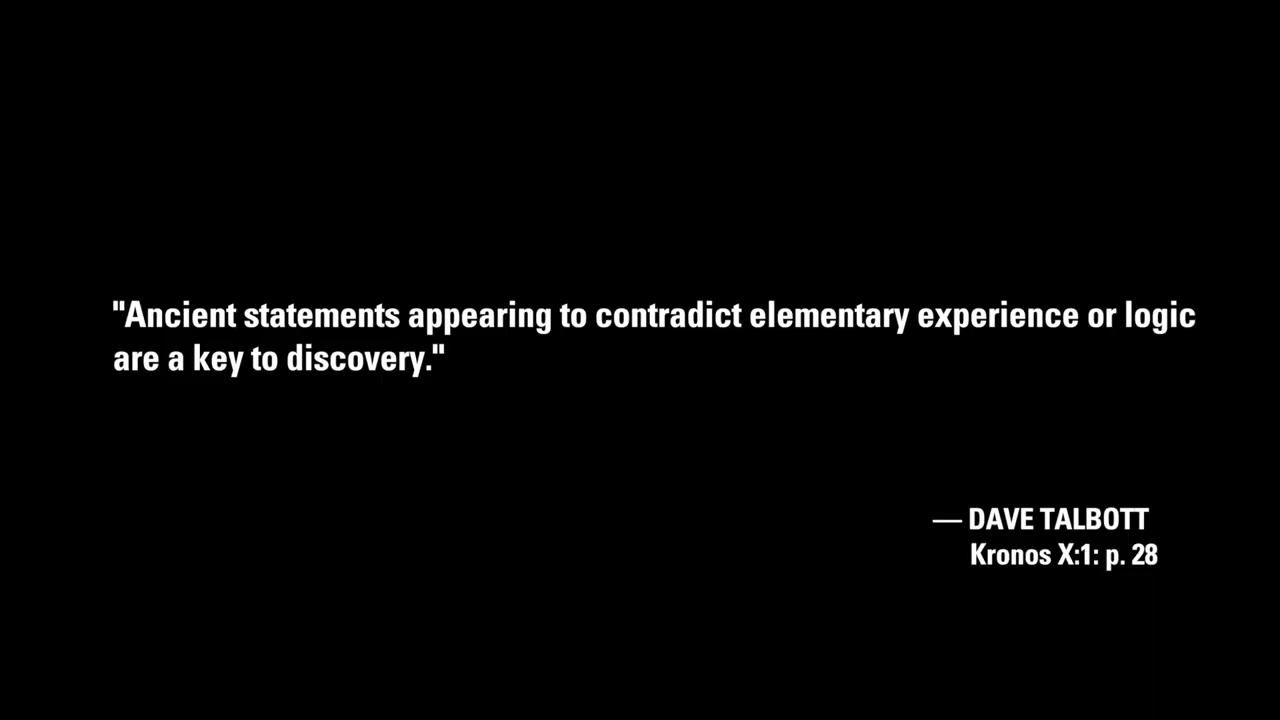 "Ancient statements appearing to contradict elementary experience or logic
are a key to discovery."
— DAVE TALBOTT
Kronos X:1: p. 28